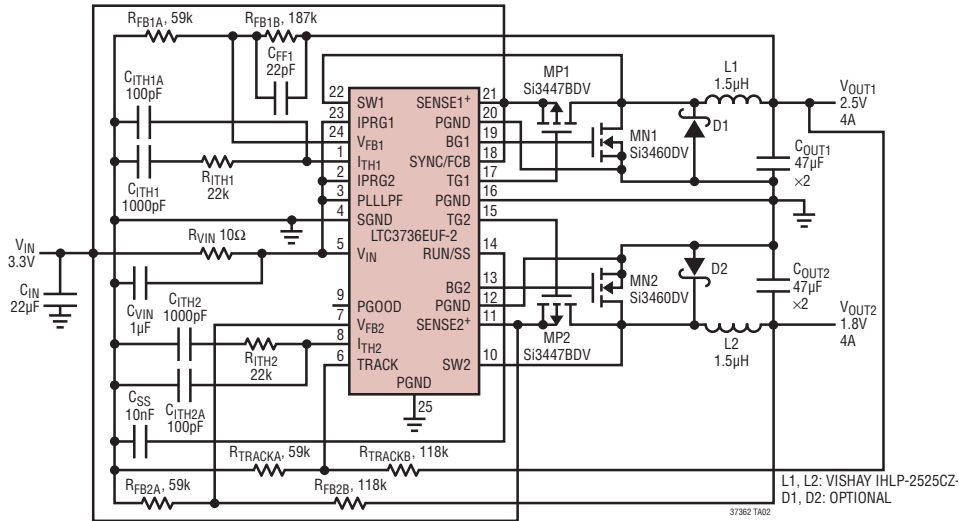 RFB1A, 59k
RFB1B, 187k
CFF1
22pF
CITH1A
100pF
CITH1
1000pF
RITH1
22k
VIN
3.3V
CIN
22µF
RVIN 10Ω
CVIN
1µF
CITH2
1000pF
RITH2
22k
CITH2A
100pF
CSS
10nF
RTRACKA, 59k
RTRACKB, 118k
RFB2A, 59k
RFB2B, 118k
22 SW1
23 IPRG1
24 VFB1
1 ITH1
2 IPRG2
3 PLLLPF
4 SGND
LTC3736EUF-2
5 VIN
9 PGOOD
7 VFB2
8 ITH2
6 TRACK
PGND
25
SENSE1+ 21
PGND 20
BG1 19
SYNC/FCB 18
TG1 17
PGND 16
TG2 15
RUN/SS 14
BG2 13
PGND 12
SENSE2+ 11
SW2 10
MP1
Si3447BDV
MN1
Si3460DV
D1
L1
1.5µH
VOUT1
2.5V
4A
COUT1
47µF
×2
MN2
Si3460DV
MP2
Si3447BDV
D2
L2
1.5µH
COUT2
47µF
×2
VOUT2
1.8V
4A
L1, L2: VISHAY IHLP-2525CZ-
D1, D2: OPTIONAL
37362 TA02